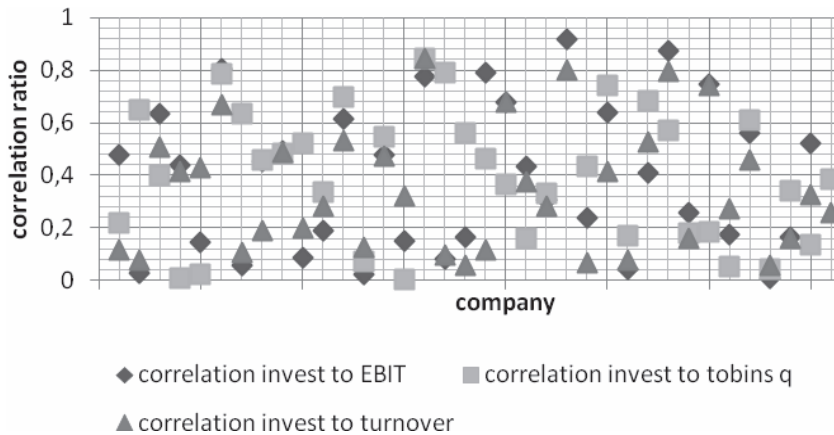 1
0,8
0,6
0,4
0,2
0
correlation ratio
company
correlation invest to EBIT
correlation invest to tobins q
correlation invest to turnover